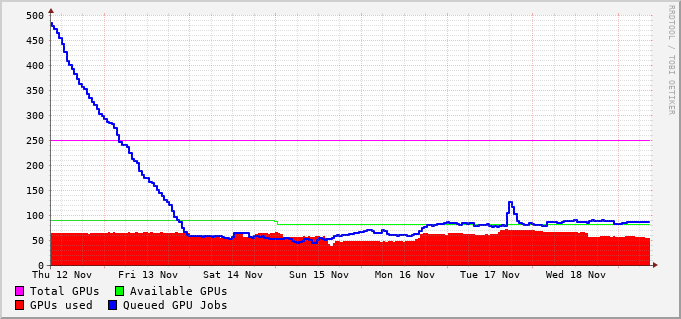 500
450
400
350
300
250
200
150
100
50
0
Thu 12 Nov Fri 13 Nov Sat 14 Nov Sun 15 Nov Mon 16 Nov Tue 17 Nov Wed 18 Nov
Total GPUs Available GPUs
GPUs used Queued GPU Jobs
RRDTOOL / TOBI OETIKER